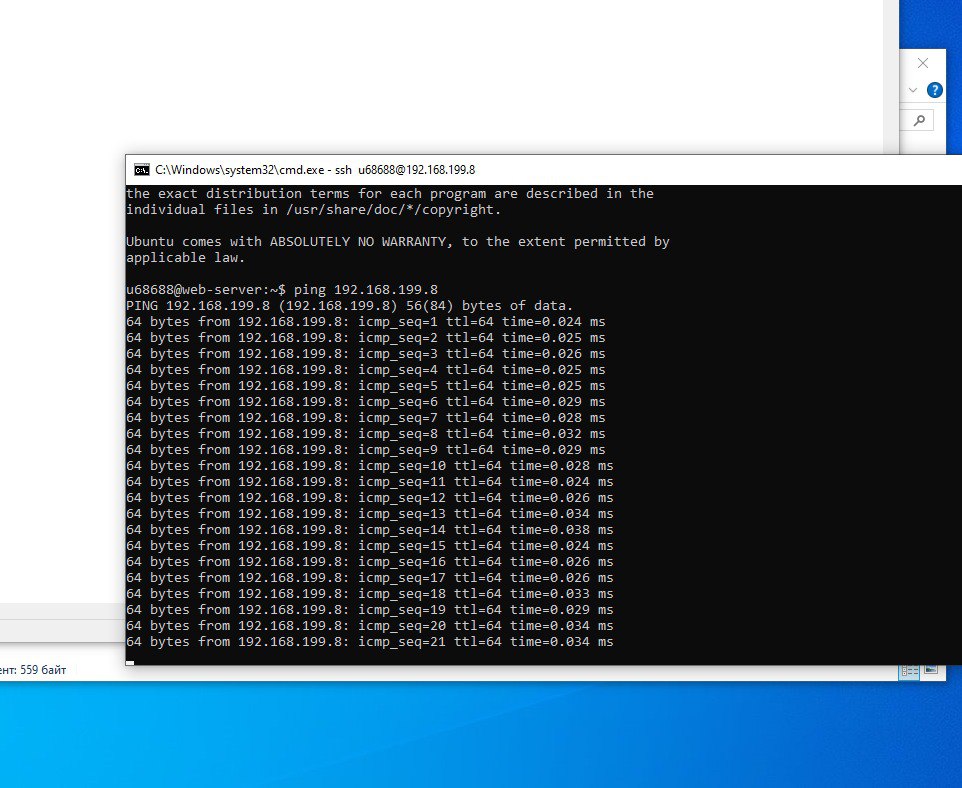 ?
C:\Windows\system32\cmd.exe - ssh  u68688@192.168.199.8
the exact distribution terms for each program are described in the
individual files in /usr/share/doc/*/copyright.
Ubuntu comes with ABSOLUTELY NO WARRANTY, to the extent permitted by
applicable law.
u68688@web-server:~$ ping 192.168.199.8
PING 192.168.199.8 (192.168.199.8) 56(84) bytes of data.
64 bytes from 192.168.199.8: icmp_seq=1 ttl=64 time=0.024 ms
64 bytes from 192.168.199.8: icmp_seq=2 ttl=64 time=0.025 ms
64 bytes from 192.168.199.8: icmp_seq=3 ttl=64 time=0.026 ms
64 bytes from 192.168.199.8: icmp_seq=4 ttl=64 time=0.025 ms
64 bytes from 192.168.199.8: icmp_seq=5 ttl=64 time=0.025 ms
64 bytes from 192.168.199.8: icmp_seq=6 ttl=64 time=0.029 ms
64 bytes from 192.168.199.8: icmp_seq=7 ttl=64 time=0.028 ms
64 bytes from 192.168.199.8: icmp_seq=8 ttl=64 time=0.032 ms
64 bytes from 192.168.199.8: icmp_seq=9 ttl=64 time=0.029 ms
64 bytes from 192.168.199.8: icmp_seq=10 ttl=64 time=0.028 ms
64 bytes from 192.168.199.8: icmp_seq=11 ttl=64 time=0.024 ms
64 bytes from 192.168.199.8: icmp_seq=12 ttl=64 time=0.026 ms
64 bytes from 192.168.199.8: icmp_seq=13 ttl=64 time=0.034 ms
64 bytes from 192.168.199.8: icmp_seq=14 ttl=64 time=0.038 ms
64 bytes from 192.168.199.8: icmp_seq=15 ttl=64 time=0.024 ms
64 bytes from 192.168.199.8: icmp_seq=16 ttl=64 time=0.026 ms
64 bytes from 192.168.199.8: icmp_seq=17 ttl=64 time=0.026 ms
64 bytes from 192.168.199.8: icmp_seq=18 ttl=64 time=0.033 ms
64 bytes from 192.168.199.8: icmp_seq=19 ttl=64 time=0.029 ms
64 bytes from 192.168.199.8: icmp_seq=20 ttl=64 time=0.034 ms
64 bytes from 192.168.199.8: icmp_seq=21 ttl=64 time=0.034 ms
ент: 559 байт